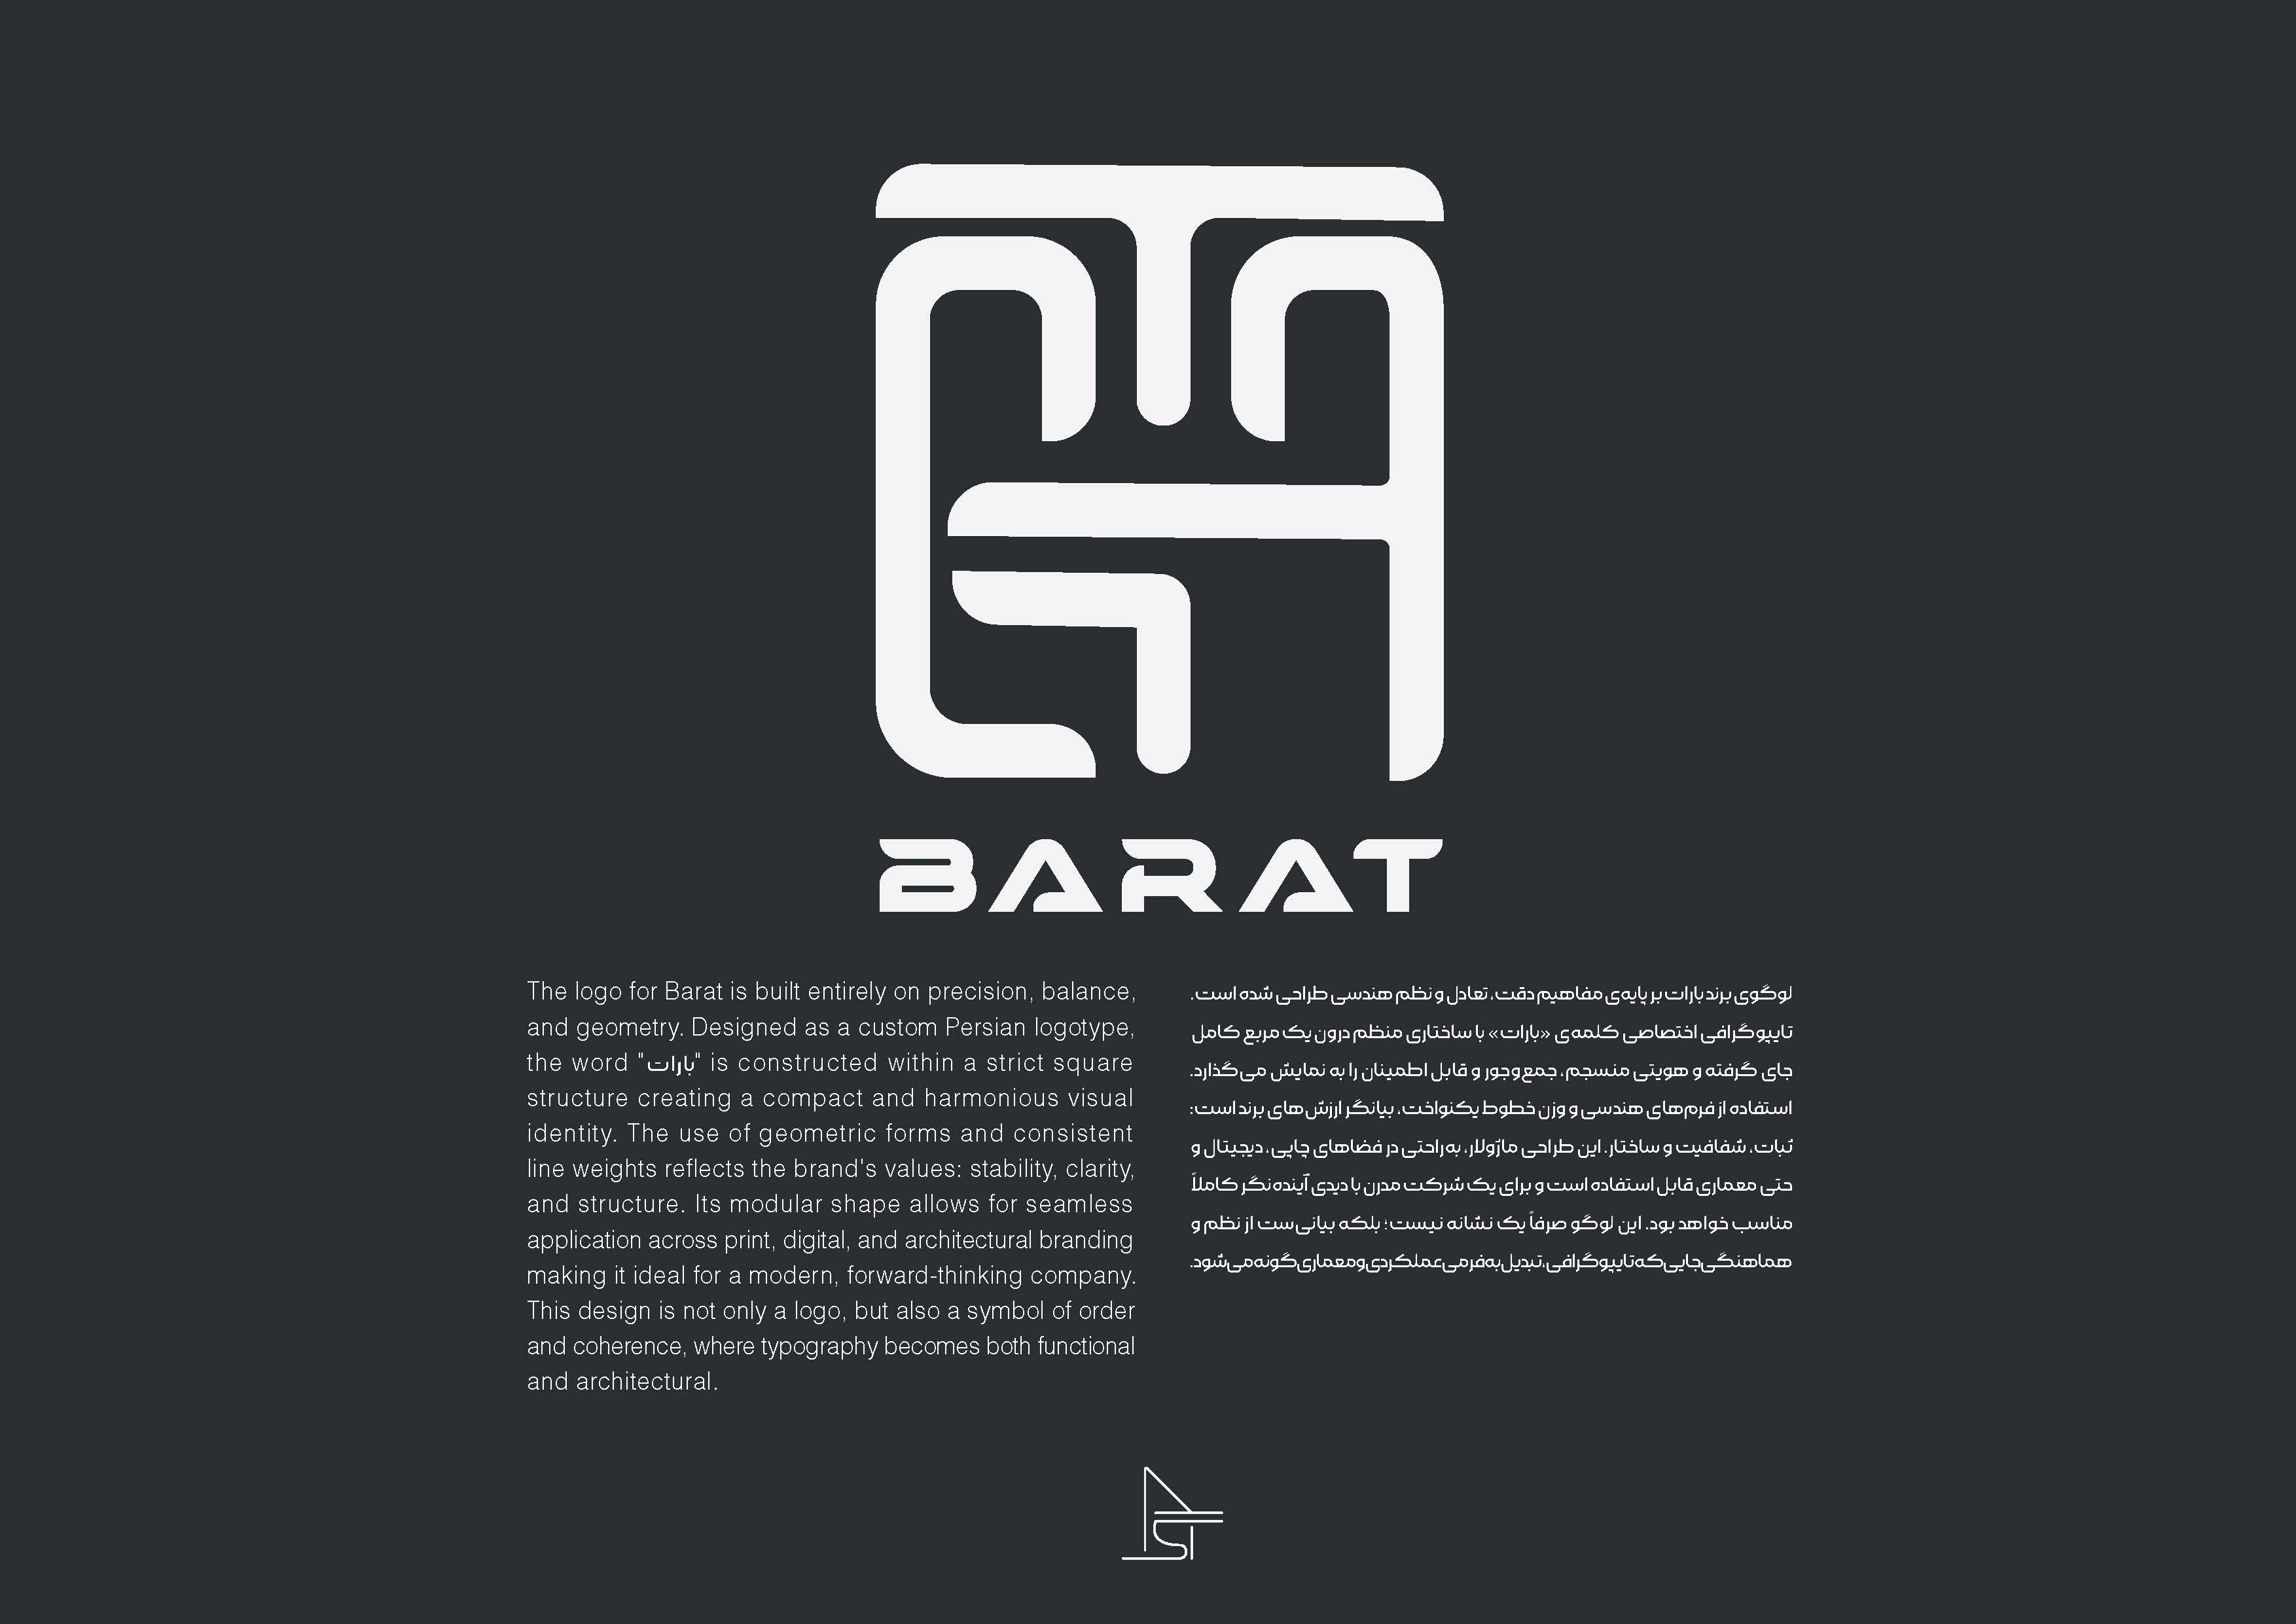 BARAT
The logo for Barat is built entirely on precision, balance,
and geometry. Designed as a custom Persian logotype,
the word "بارات" is constructed within a strict square
structure creating a compact and harmonious visual
identity. The use of geometric forms and consistent
line weights reflects the brand's values: stability, clarity,
and structure. Its modular shape allows for seamless
application across print, digital, and architectural branding
making it ideal for a modern, forward-thinking company.
This design is not only a logo, but also a symbol of order
and coherence, where typography becomes both functional
and architectural.
لوگوی برند بارات بر پایه‌ی مفاهیم دقت، تعادل و نظم هندسی طراحی شده است.
تایپوگرافی اختصاصی کلمه‌ی «بارات» با ساختاری منظم درون یک مربع کامل
جای گرفته و هویتی منسجم، جمع‌وجور و قابل اطمینان را به نمایش می‌گذارد.
استفاده از فرم‌های هندسی و وزن خطوط یکنواخت، بیانگر ارزش‌های برند است:
ثبات، شفافیت و ساختار. این طراحی ماژولار، به‌راحتی در فضاهای چاپی، دیجیتال و
حتی معماری قابل استفاده است و برای یک شرکت مدرن با دیدی آینده‌نگر کاملاً
مناسب خواهد بود. این لوگو صرفاً یک نشانه نیست؛ بلکه بیانی‌ست از نظم و
هماهنگی‌جایی‌که‌تایپوگرافی،تبدیل‌به‌فرمی‌عملکردی‌و‌معماری‌گونه‌می‌شود.